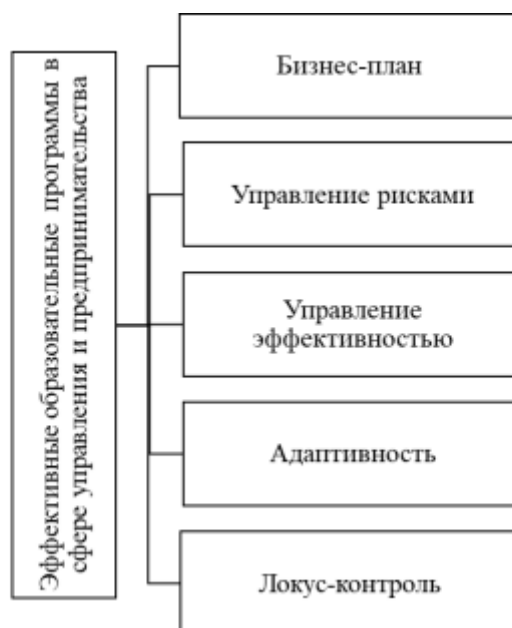 Эффективные образовательные программы в
сфере управления и предпринимательства
Бизнес-план
Управление рисками
Управление
эффективностью
Адаптивность
Локус-контроль